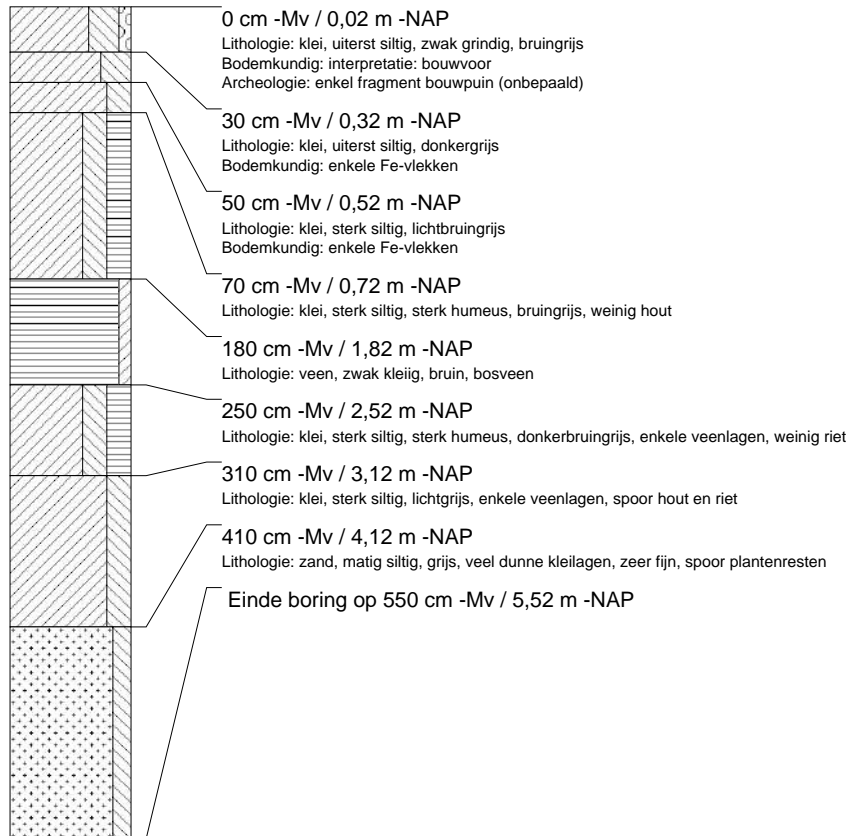 0 cm -Mv / 0,02 m -NAP
Lithologie: klei, uiterst siltig, zwak grindig, bruingrijs
Bodemkundig: interpretatie: bouwvoor
Archeologie: enkel fragment bouwpuin (onbepaald)
30 cm -Mv / 0,32 m -NAP
Lithologie: klei, uiterst siltig, donkergrijs
Bodemkundig: enkele Fe-vlekken
50 cm -Mv / 0,52 m -NAP
Lithologie: klei, sterk siltig, lichtbruingrijs
Bodemkundig: enkele Fe-vlekken
70 cm -Mv / 0,72 m -NAP
Lithologie: klei, sterk siltig, sterk humeus, bruingrijs, weinig hout
180 cm -Mv / 1,82 m -NAP
Lithologie: veen, zwak kleiig, bruin, bosveen
250 cm -Mv / 2,52 m -NAP
Lithologie: klei, sterk siltig, sterk humeus, donkerbruingrijs, enkele veenlagen, weinig riet
310 cm -Mv / 3,12 m -NAP
Lithologie: klei, sterk siltig, lichtgrijs, enkele veenlagen, spoor hout en riet
410 cm -Mv / 4,12 m -NAP
Lithologie: zand, matig siltig, grijs, veel dunne kleilagen, zeer fijn, spoor plantenresten
Einde boring op 550 cm -Mv / 5,52 m -NAP